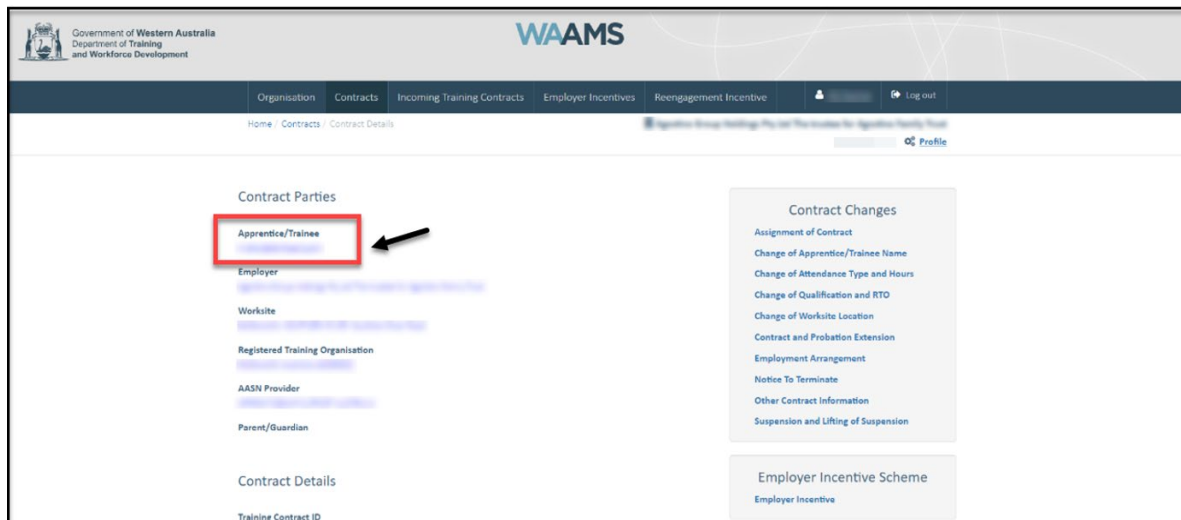 Government of Western Australia
Department of Training
and Workforce Development
WAAMS
Organisation
Contracts
Incoming Training Contracts
Employer Incentives
Reengagement Incentive
Log out
Home / Contracts / Contract Details
Profile
Contract Parties
Apprentice/Trainee
Employer
Worksite
Registered Training Organisation
AASN Provider
Parent/Guardian
Contract Details
Training Contract ID
Contract Changes
Assignment of Contract
Change of Apprentice/Trainee Name
Change of Attendance Type and Hours
Change of Qualification and RTO
Change of Worksite Location
Contract and Probation Extension
Employment Arrangement
Notice To Terminate
Other Contract Information
Suspension and Lifting of Suspension
Employer Incentive Scheme
Employer Incentive